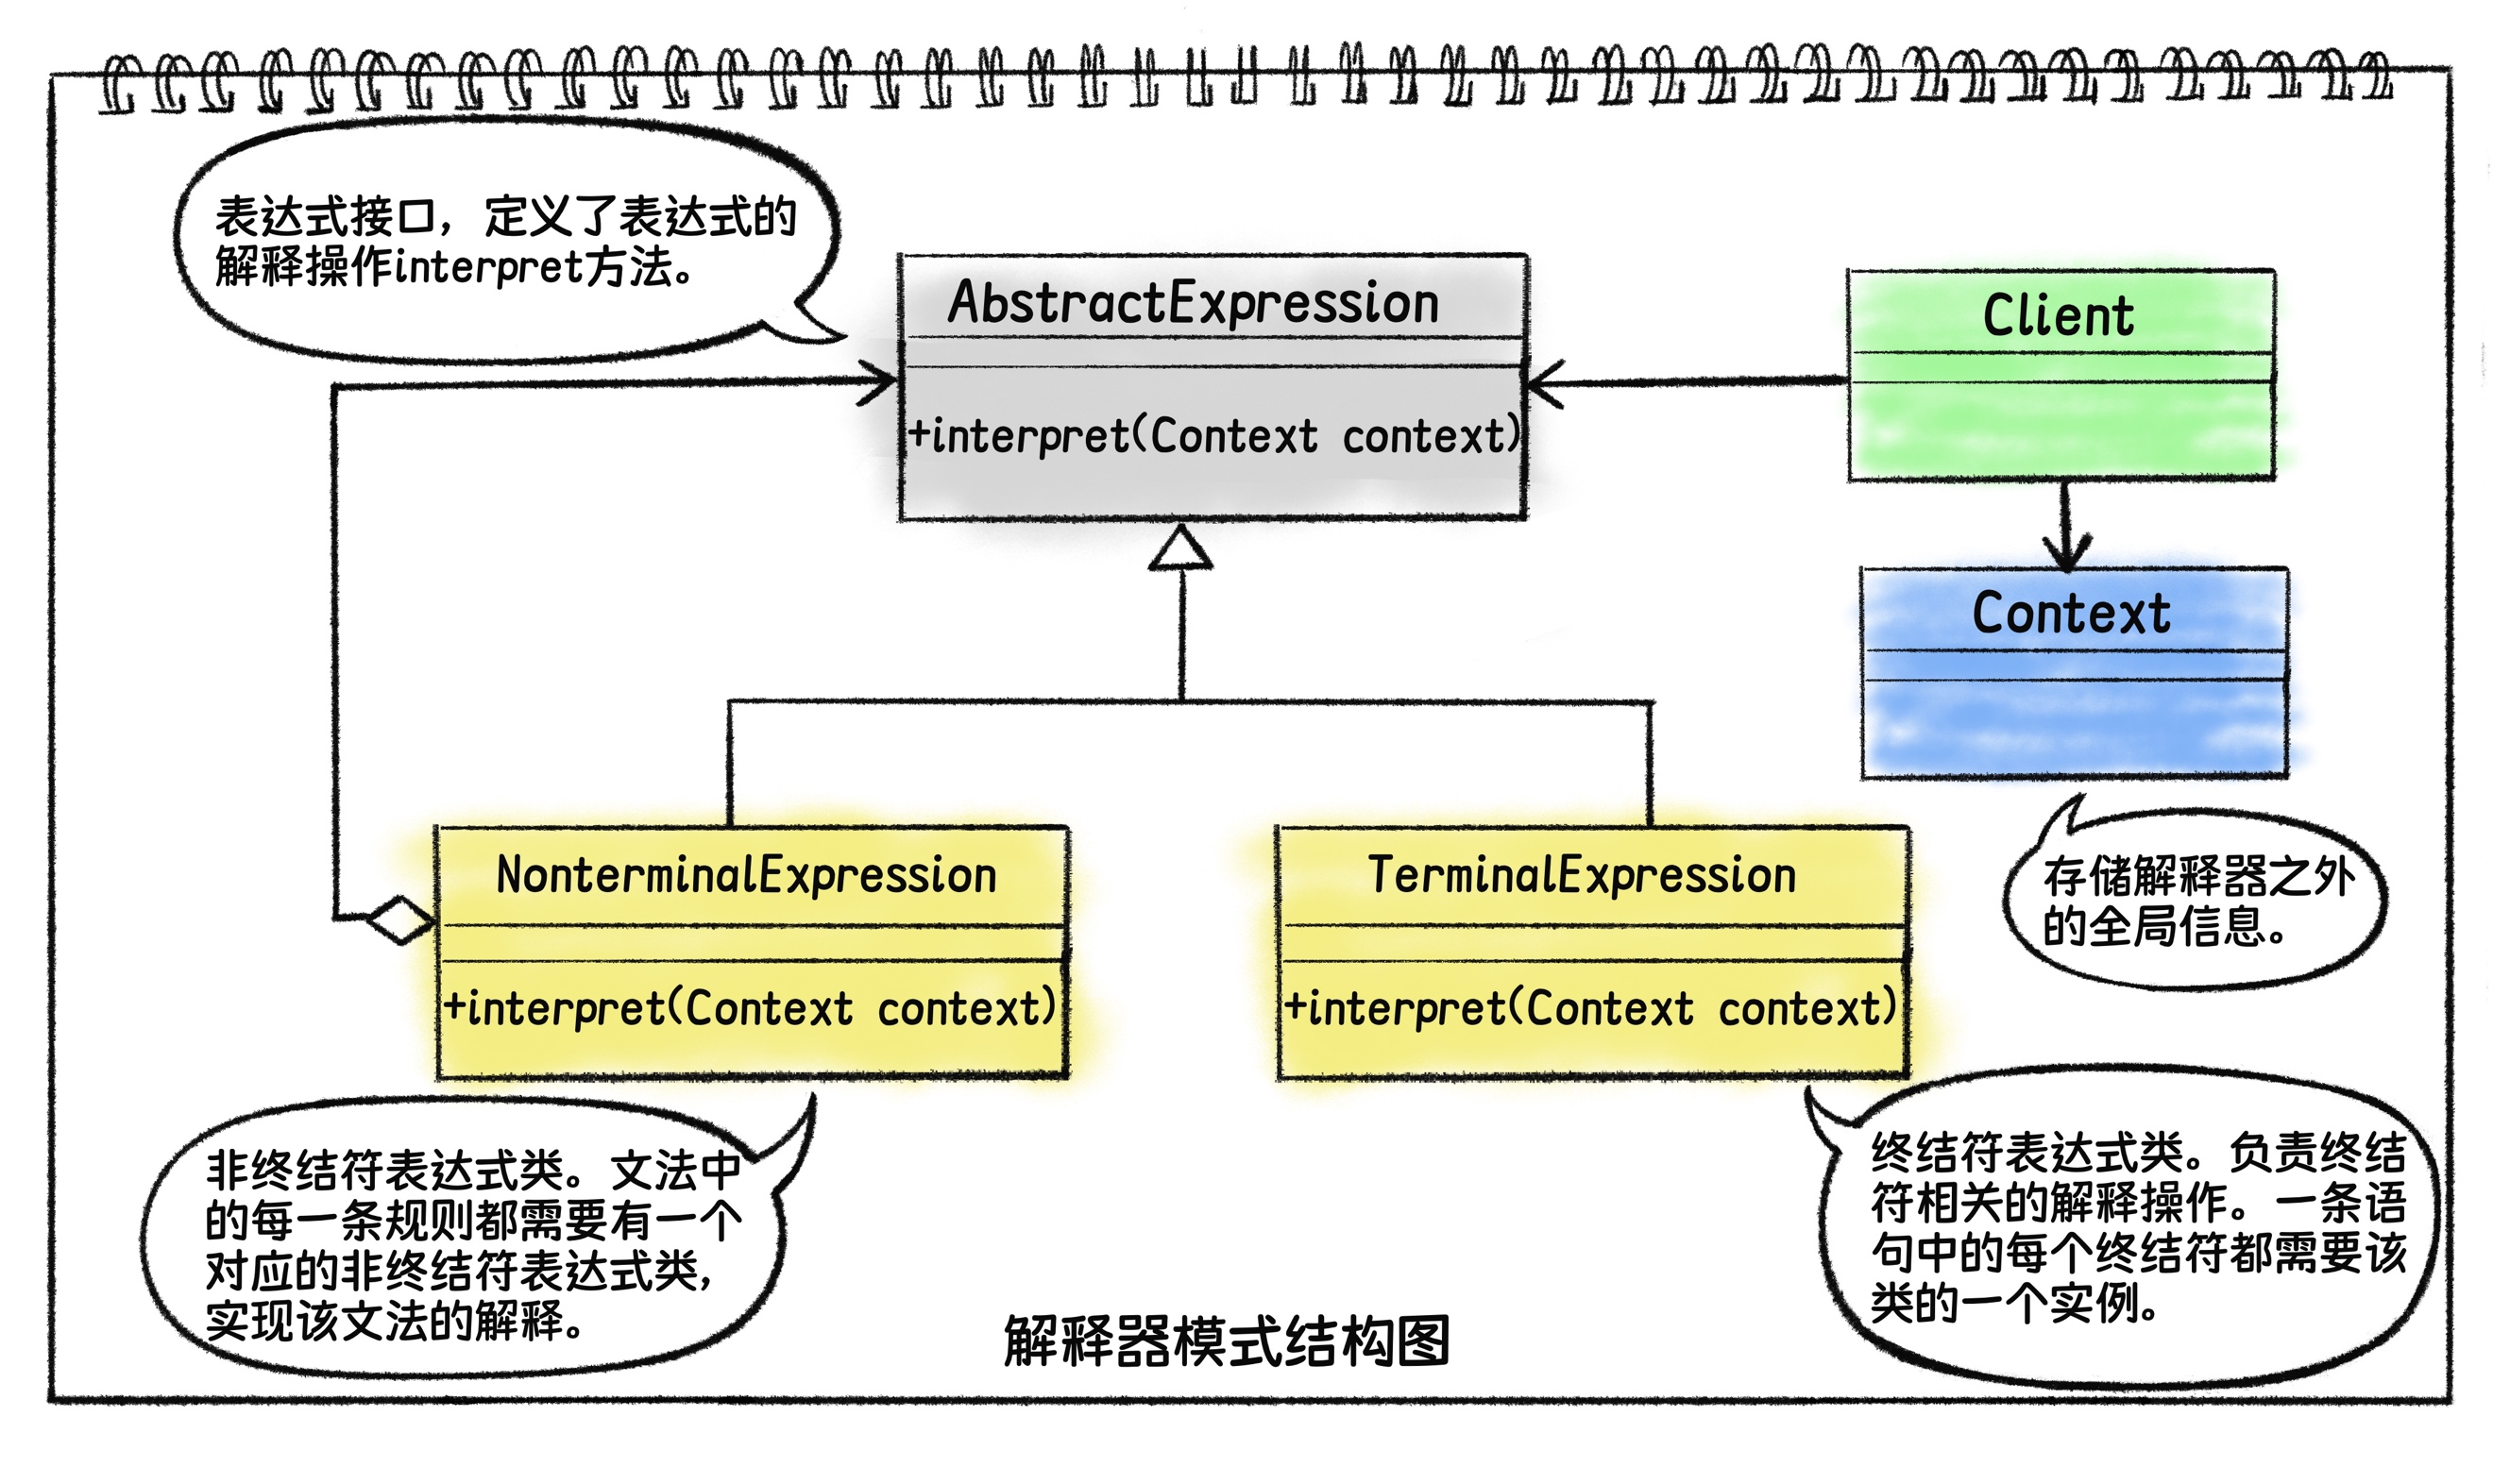 表达式接口，定义了表达式的
解释操作interpret方法。
AbstractExpression
+interpret(Context context)
Client
Context
存储解释器之外
的全局信息。
NonterminalExpression
+interpret(Context context)
TerminalExpression
+interpret(Context context)
非终结符表达式类。文法中
的每一条规则都需要有一个
对应的非终结符表达式类，
实现该文法的解释。
终结符表达式类。负责终结
符相关的解释操作。一条语
句中的每个终结符都需要该
类的一个实例。
解释器模式结构图